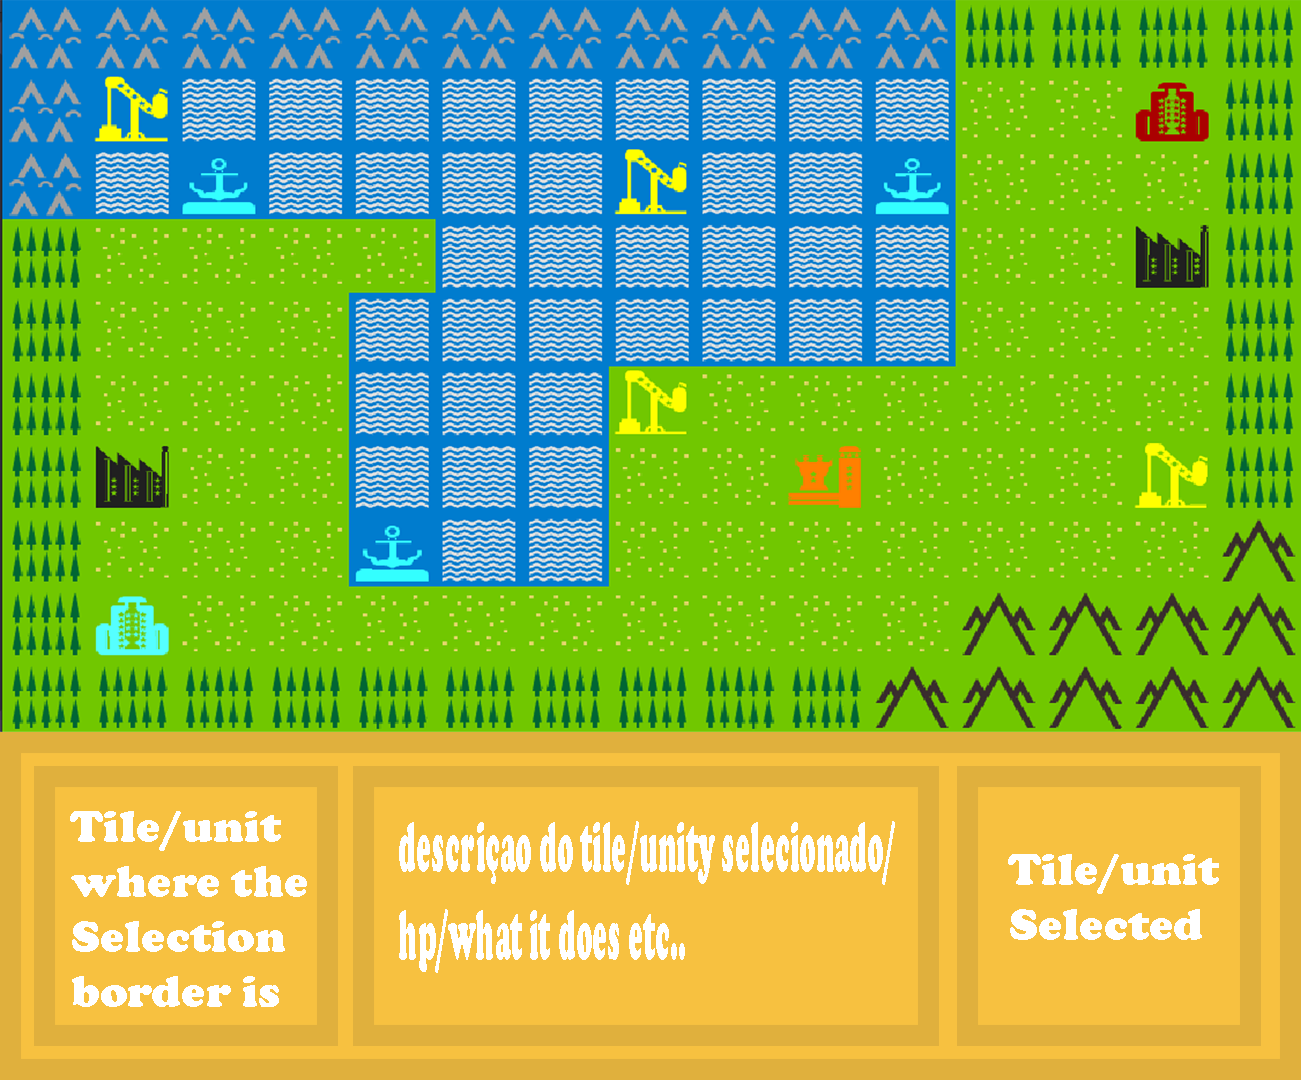 Tile/unit
where the
Selection
border is
descriçao do tile/unity selecionado/
hp/what it does etc..
Tile/unit
Selected